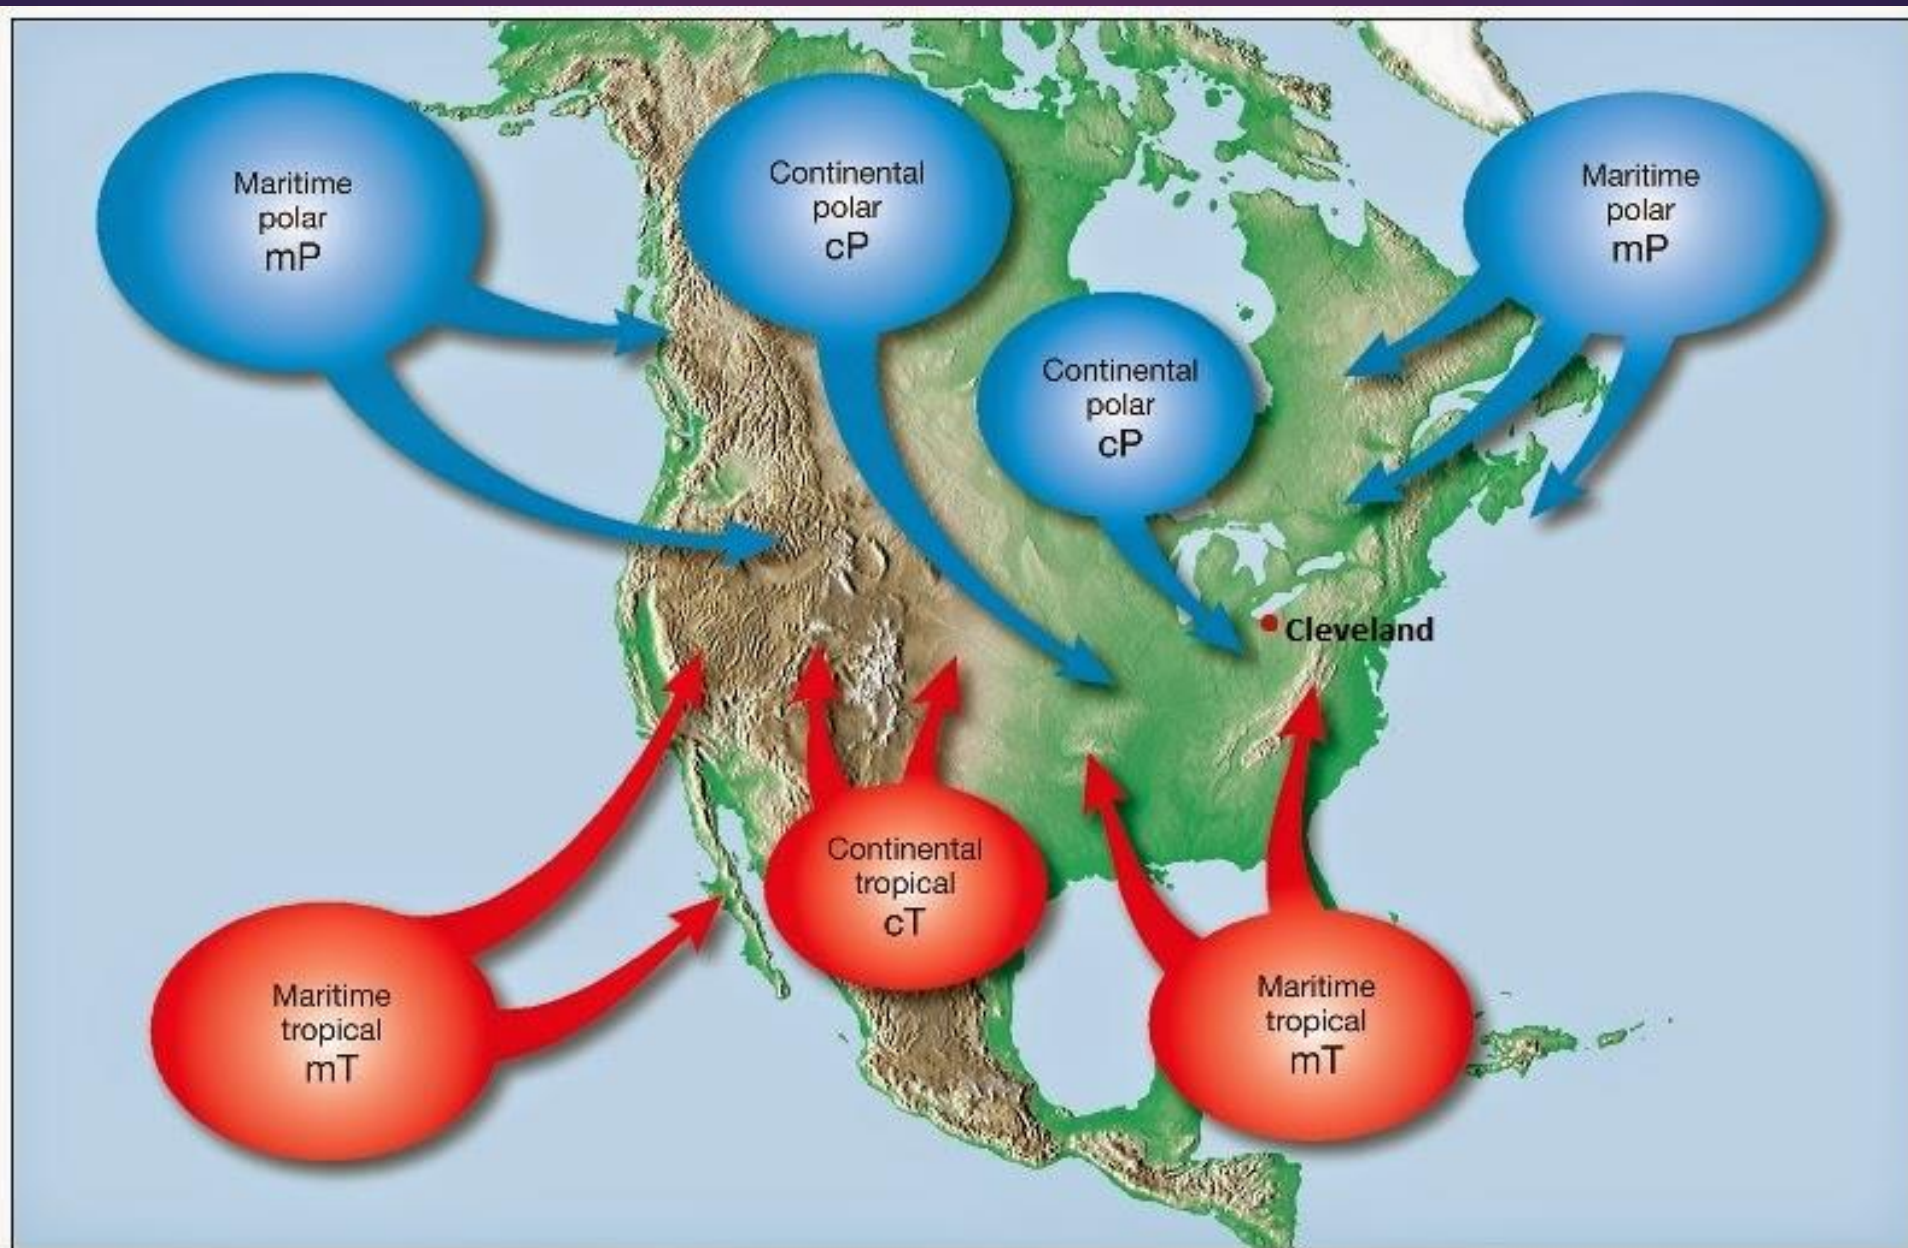 Maritime
polar
mP
Continental
polar
cP
Maritime
polar
mP
Continental
polar
cP
Cleveland
Continental
tropical
cT
Maritime
tropical
mT
Maritime
tropical
mT